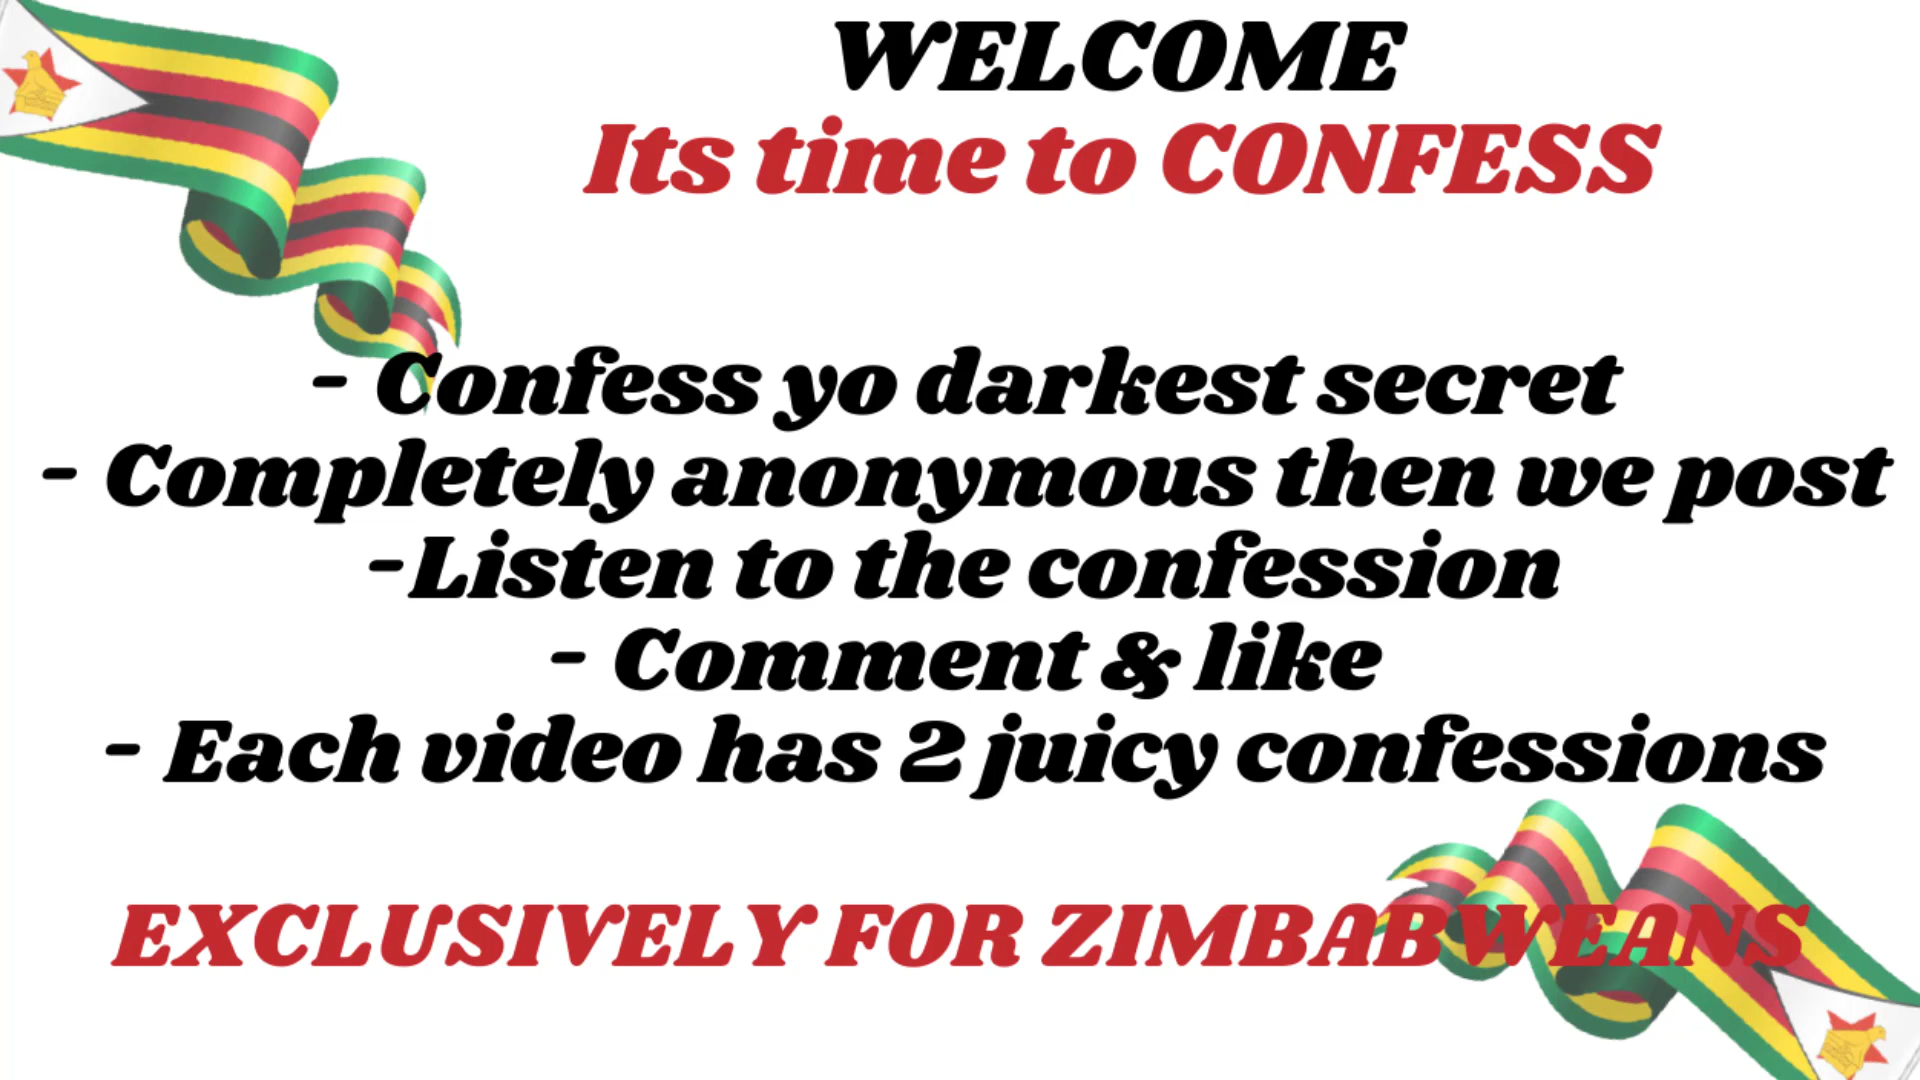 WELCOME
Its time to CONFESS
- Confess yo darkest secret
- Completely anonymous then we post
-Listen to the confession
- Comment & like
- Each video has 2 juicy confessions
EXCLUSIVELY FOR ZIMBABWEANS